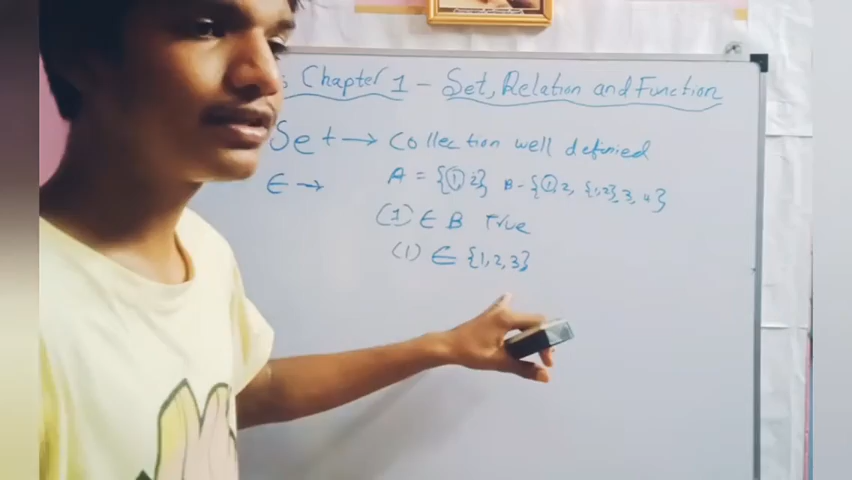 Chapter 1 - Set, Relation and Function
Set → Collection well defined
∈ → A = {1, 2} B - {1, 2, {1, 2}, 3, 4}
(1) ∈ B True
(1) ∈ {1, 2, 3}